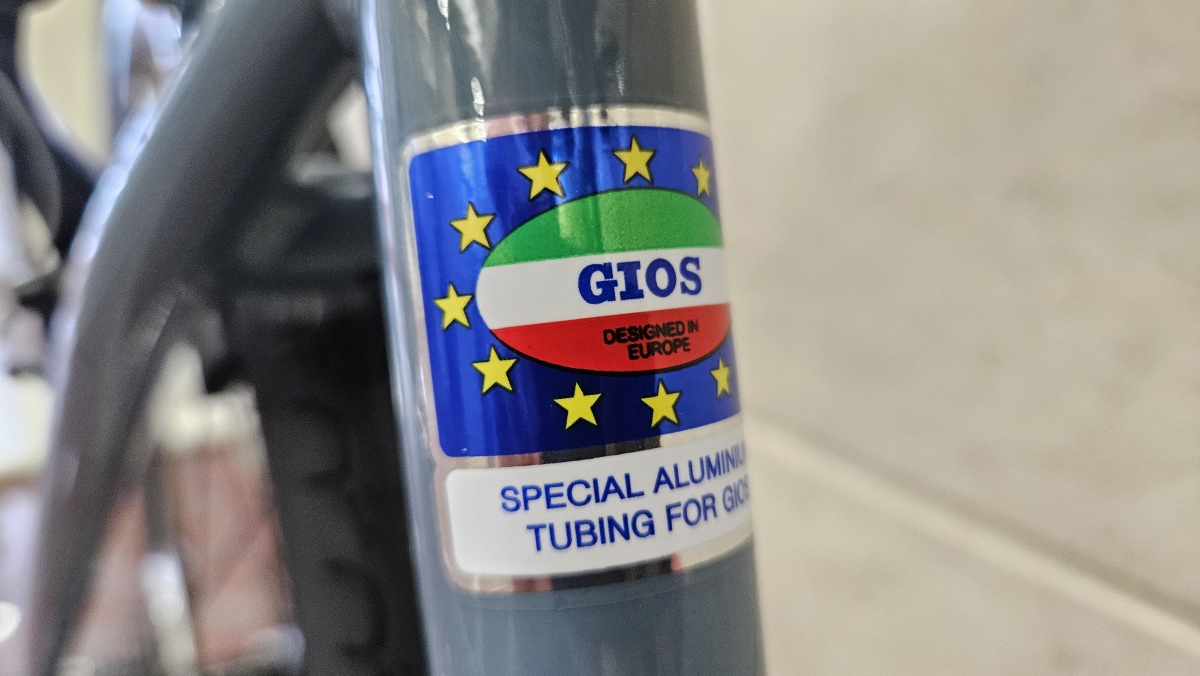 GIOS
DESIGNED IN
EUROPE
SPECIAL ALUMINIU
TUBING FOR GIOS